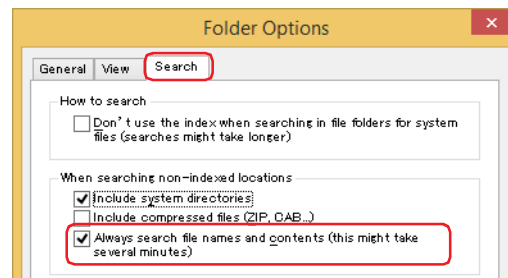 Folder Options
General View Search
How to search
Don't use the index when searching in file folders for system
files (searches might take longer)
When searching non-indexed locations
Include system directories
Include compressed files (ZIP, CAB...)
Always search file names and contents (this might take
several minutes)